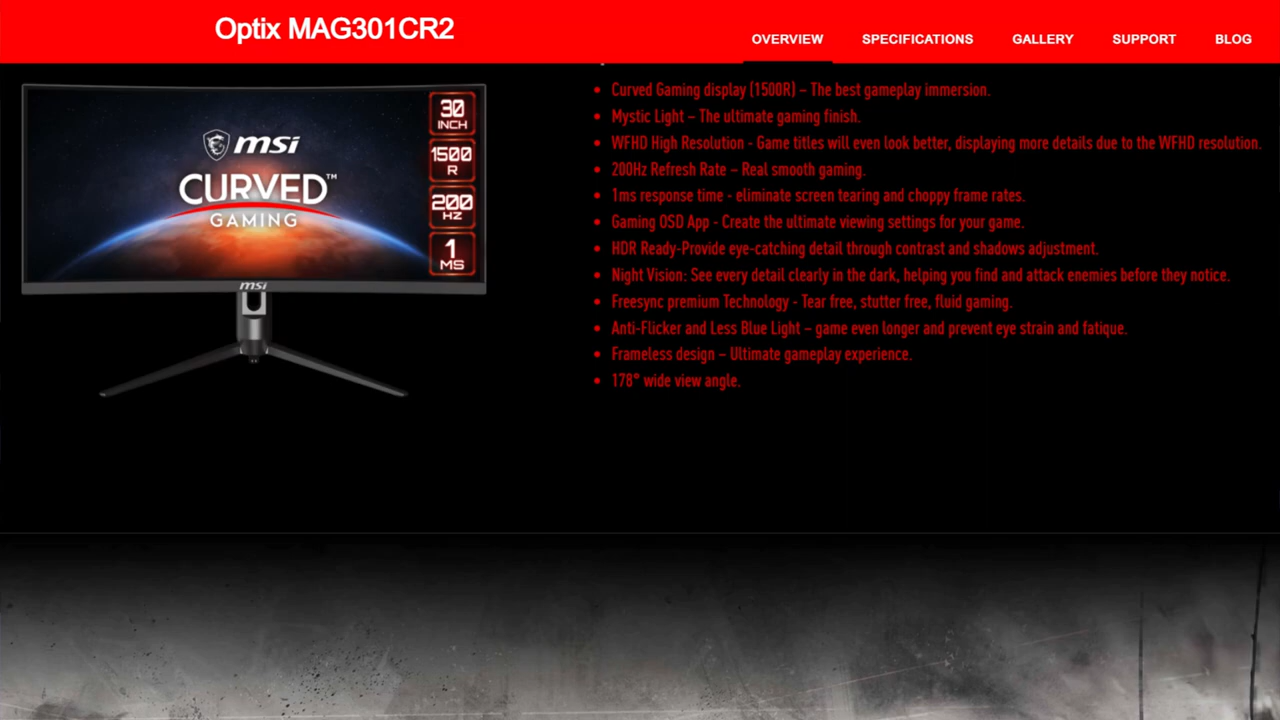 Optix MAG301CR2
OVERVIEW
SPECIFICATIONS
GALLERY
SUPPORT
BLOG
msi
CURVED™
GAMING
30
INCH
1500
R
200
HZ
1
MS
msi
• Curved Gaming display (1500R) – The best gameplay immersion.
• Mystic Light – The ultimate gaming finish.
• WFHD High Resolution - Game titles will even look better, displaying more details due to the WFHD resolution.
• 200Hz Refresh Rate – Real smooth gaming.
• 1ms response time - eliminate screen tearing and choppy frame rates.
• Gaming OSD App - Create the ultimate viewing settings for your game.
• HDR Ready-Provide eye-catching detail through contrast and shadows adjustment.
• Night Vision: See every detail clearly in the dark, helping you find and attack enemies before they notice.
• Freesync premium Technology - Tear free, stutter free, fluid gaming.
• Anti-Flicker and Less Blue Light – game even longer and prevent eye strain and fatique.
• Frameless design – Ultimate gameplay experience.
• 178° wide view angle.